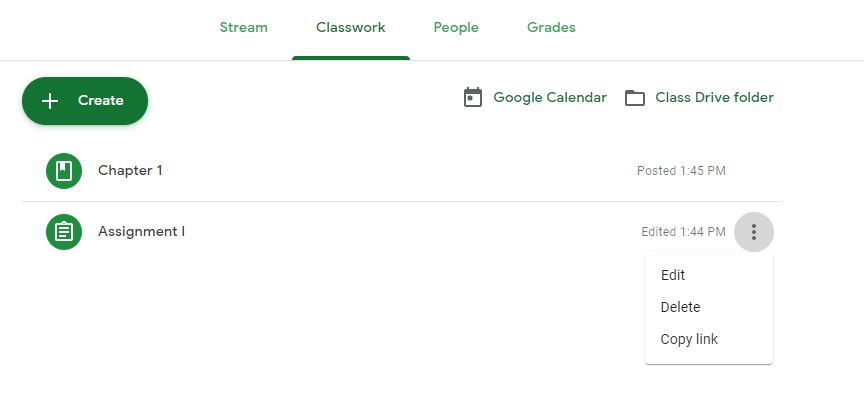 Stream Classwork People Grades
Create Google Calendar Class Drive folder
Chapter 1 Posted 1:45 PM
Assignment I Edited 1:44 PM
Edit
Delete
Copy link